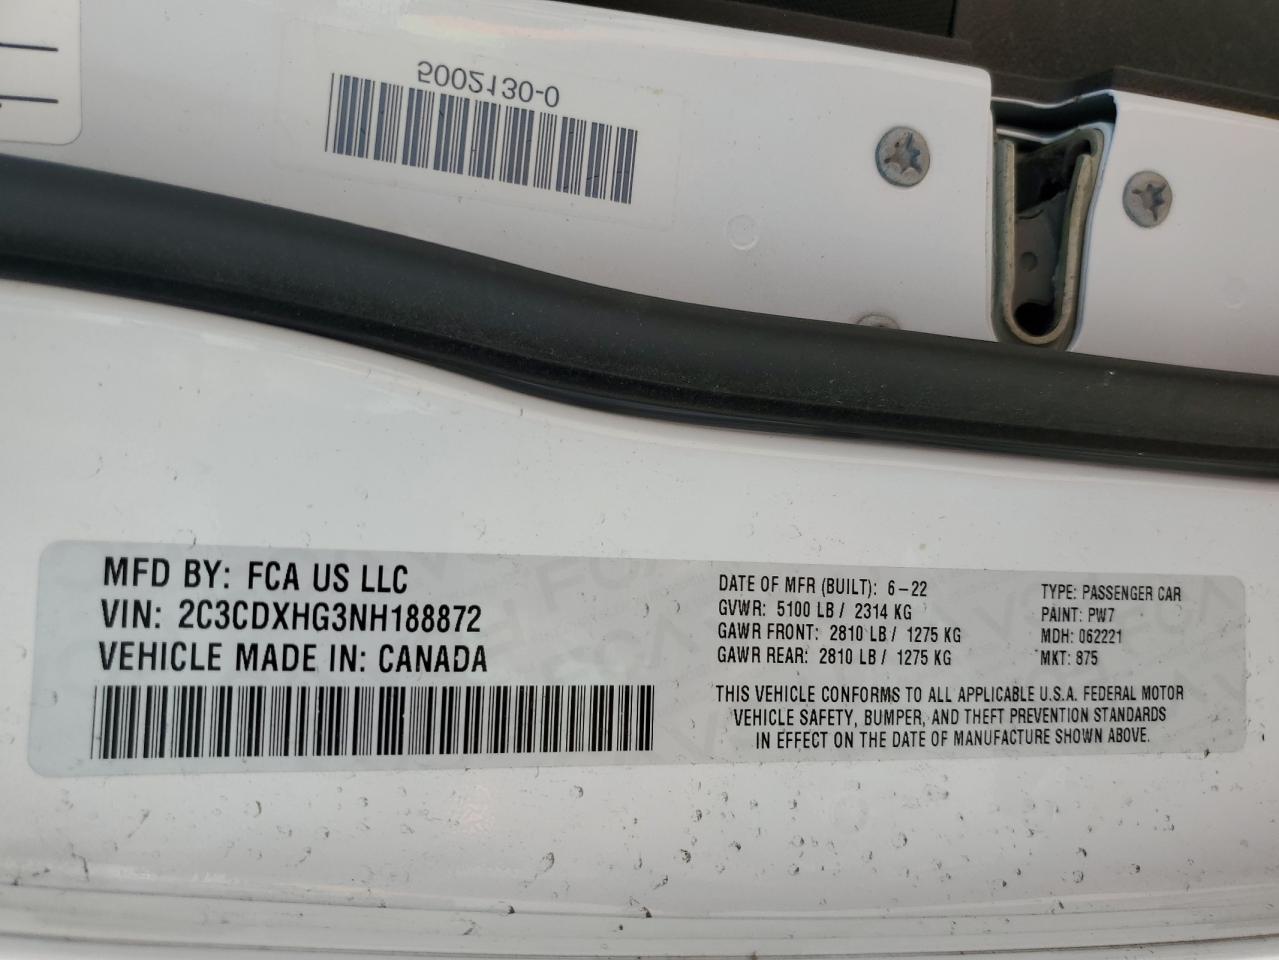 5002130-0
MFD BY: FCA US LLC
VIN: 2C3CDXHG3NH188872
VEHICLE MADE IN: CANADA
DATE OF MFR (BUILT): 6-22
GVWR: 5100 LB / 2314 KG
GAWR FRONT: 2810 LB / 1275 KG
GAWR REAR: 2810 LB / 1275 KG
TYPE: PASSENGER CAR
PAINT: PW7
MDH: 062221
MKT: 875
THIS VEHICLE CONFORMS TO ALL APPLICABLE U.S.A. FEDERAL MOTOR
VEHICLE SAFETY, BUMPER, AND THEFT PREVENTION STANDARDS
IN EFFECT ON THE DATE OF MANUFACTURE SHOWN ABOVE.